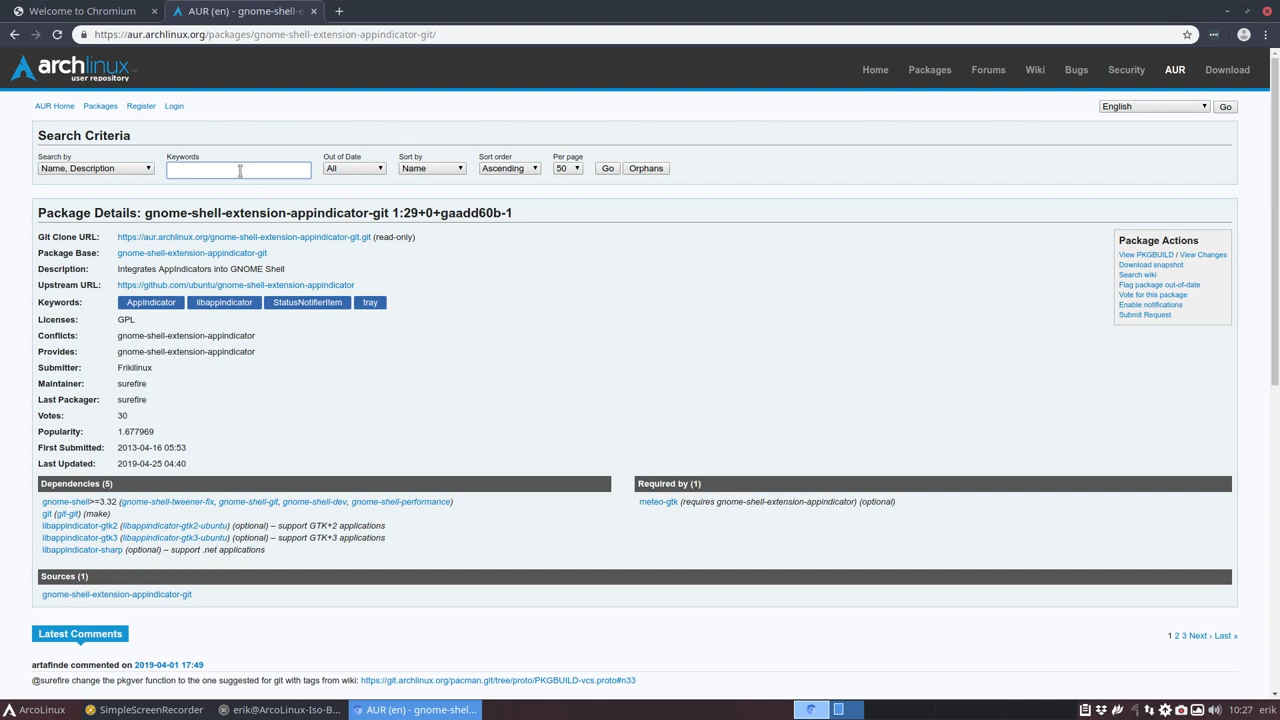 Welcome to Chromium
AUR (en) - gnome-shell-ex
https://aur.archlinux.org/packages/gnome-shell-extension-appindicator-git/
archlinux
user repository
Home Packages Forums Wiki Bugs Security AUR Download
AUR Home Packages Register Login
English Go
Search Criteria
Search by Keywords Out of Date Sort by Sort order Per page
Name, Description All Name Ascending 50 Go Orphans
Package Details: gnome-shell-extension-appindicator-git 1:29+0+gaadd60b-1
Git Clone URL: https://aur.archlinux.org/gnome-shell-extension-appindicator-git.git (read-only)
Package Base: gnome-shell-extension-appindicator-git
Description: Integrates AppIndicators into GNOME Shell
Upstream URL: https://github.com/ubuntu/gnome-shell-extension-appindicator
Keywords: AppIndicator libappindicator StatusNotifierItem tray
Licenses: GPL
Conflicts: gnome-shell-extension-appindicator
Provides: gnome-shell-extension-appindicator
Submitter: Frikilinux
Maintainer: surefire
Last Packager: surefire
Votes: 30
Popularity: 1.677969
First Submitted: 2013-04-16 05:53
Last Updated: 2019-04-25 04:40
Package Actions
View PKGBUILD / View Changes
Download snapshot
Search wiki
Flag package out-of-date
Vote for this package
Enable notifications
Submit Request
Dependencies (5)
gnome-shell>=3.32 (gnome-shell-tweener-fix, gnome-shell-git, gnome-shell-dev, gnome-shell-performance)
git (git-git) (make)
libappindicator-gtk2 (libappindicator-gtk2-ubuntu) (optional) – support GTK+2 applications
libappindicator-gtk3 (libappindicator-gtk3-ubuntu) (optional) – support GTK+3 applications
libappindicator-sharp (optional) – support .net applications
Required by (1)
meteo-gtk (requires gnome-shell-extension-appindicator) (optional)
Sources (1)
gnome-shell-extension-appindicator-git
Latest Comments
1 2 3 Next › Last »
artafinde commented on 2019-04-01 17:49
@surefire change the pkgver function to the one suggested for git with tags from wiki: https://git.archlinux.org/pacman.git/tree/proto/PKGBUILD-vcs.proto#n33
ArcoLinux SimpleScreenRecorder erik@ArcoLinux-Iso-B... AUR (en) - gnome-shel... 10:27 erik